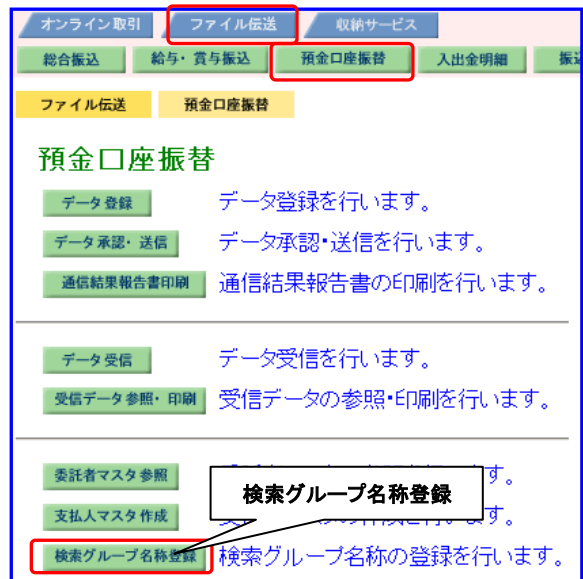 オンライン取引 ファイル伝送 収納サービス
総合振込 給与・賞与振込 預金口座振替 入出金明細
ファイル伝送 預金口座振替
預金口座振替
データ登録 データ登録を行います。
データ承認・送信 データ承認・送信を行います。
通信結果報告書印刷 通信結果報告書の印刷を行います。
データ受信 データ受信を行います。
受信データ参照・印刷 受信データの参照・印刷を行います。
委託者マスタ参照 す。
検索グループ名称登録
支払人マスタ作成 す。
検索グループ名称登録 検索グループ名称の登録を行います。